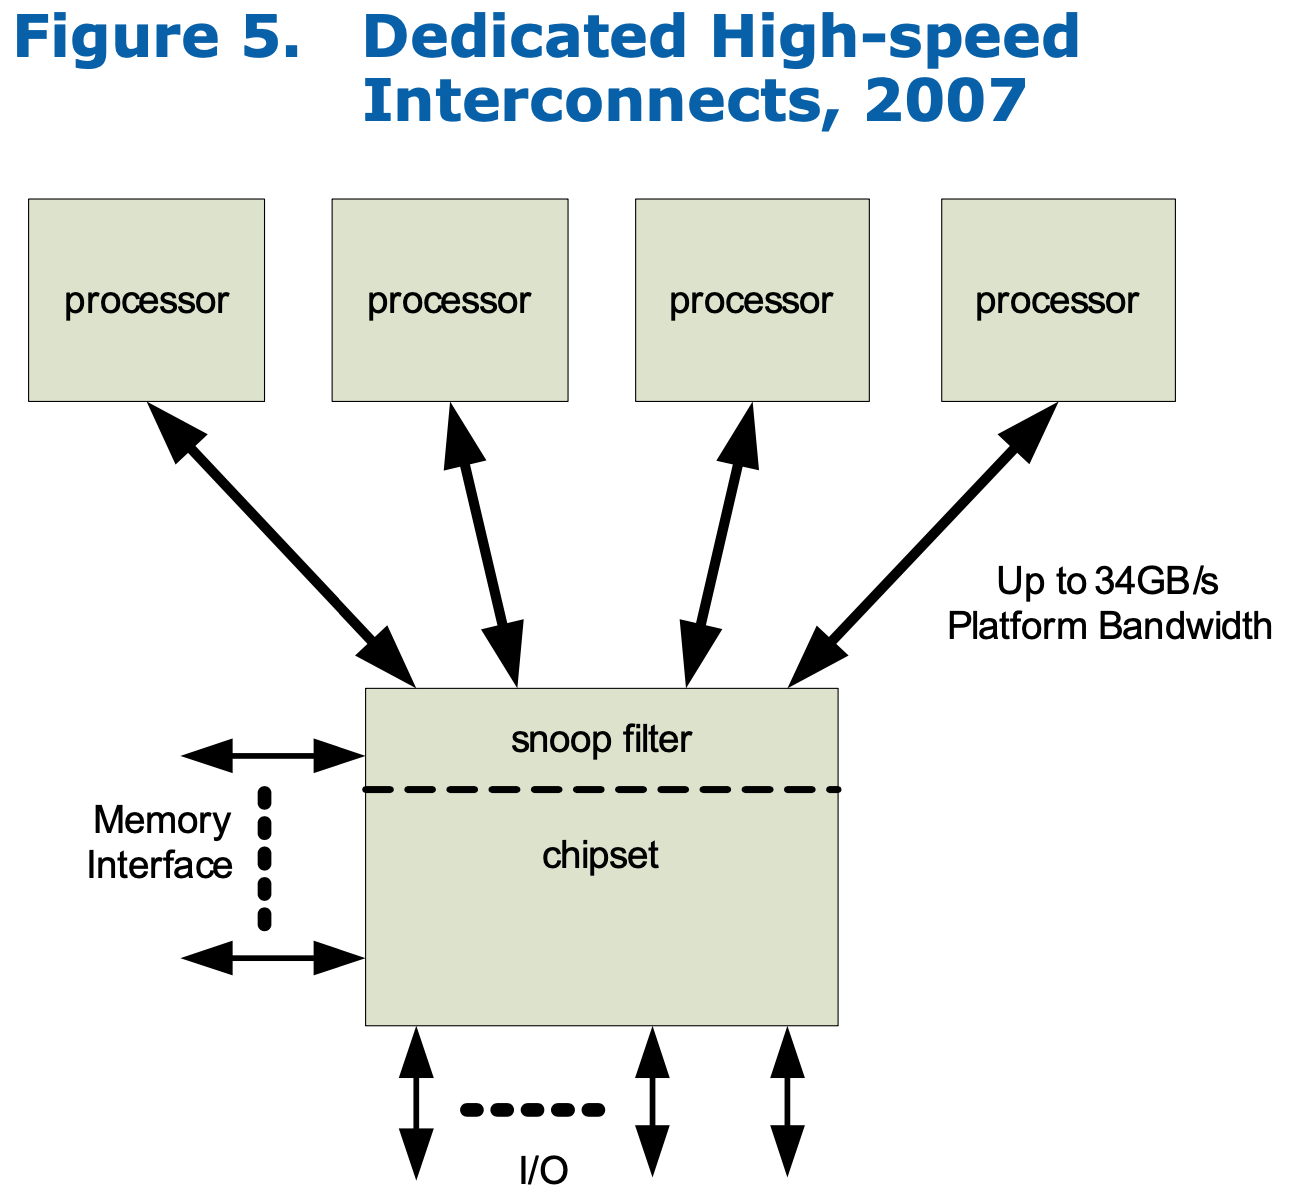 Figure 5. Dedicated High-speed
Interconnects, 2007
processor
processor
processor
processor
Up to 34GB/s
Platform Bandwidth
snoop filter
Memory
Interface
chipset
I/O